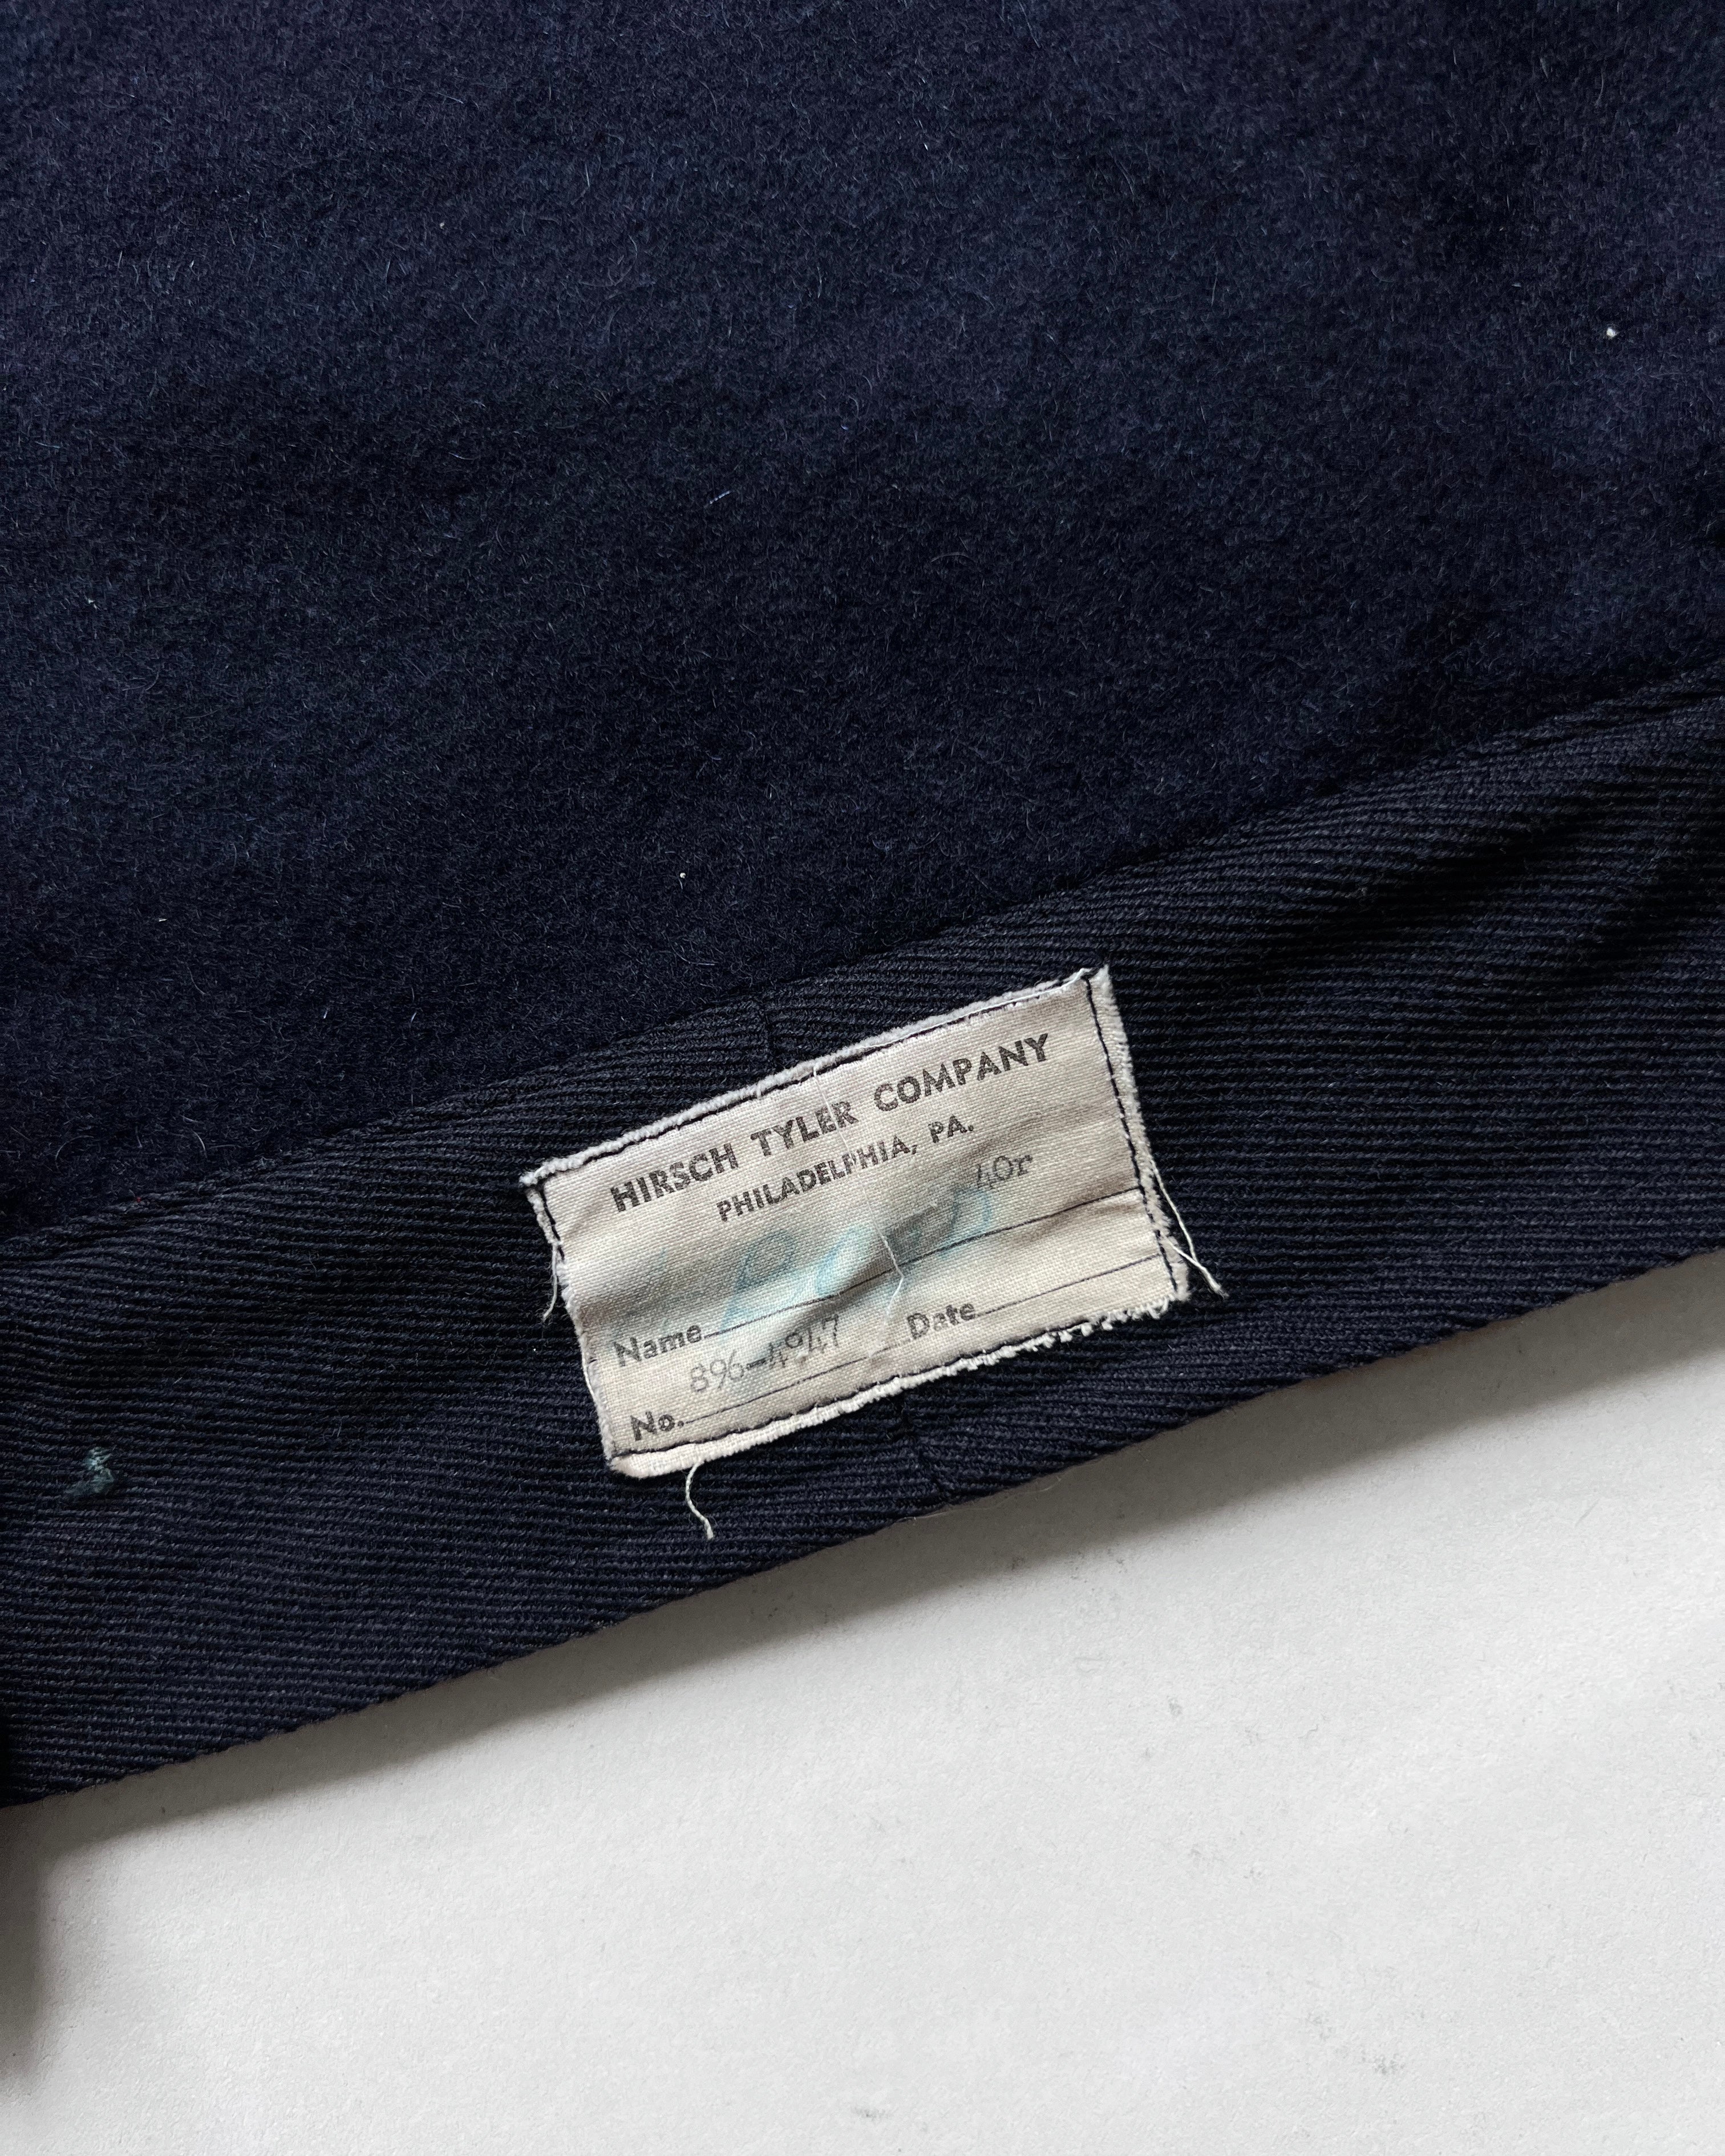 HIRSCH TYLER COMPANY
PHILADELPHIA, PA.
40r
Name
896-4947
Date
No.